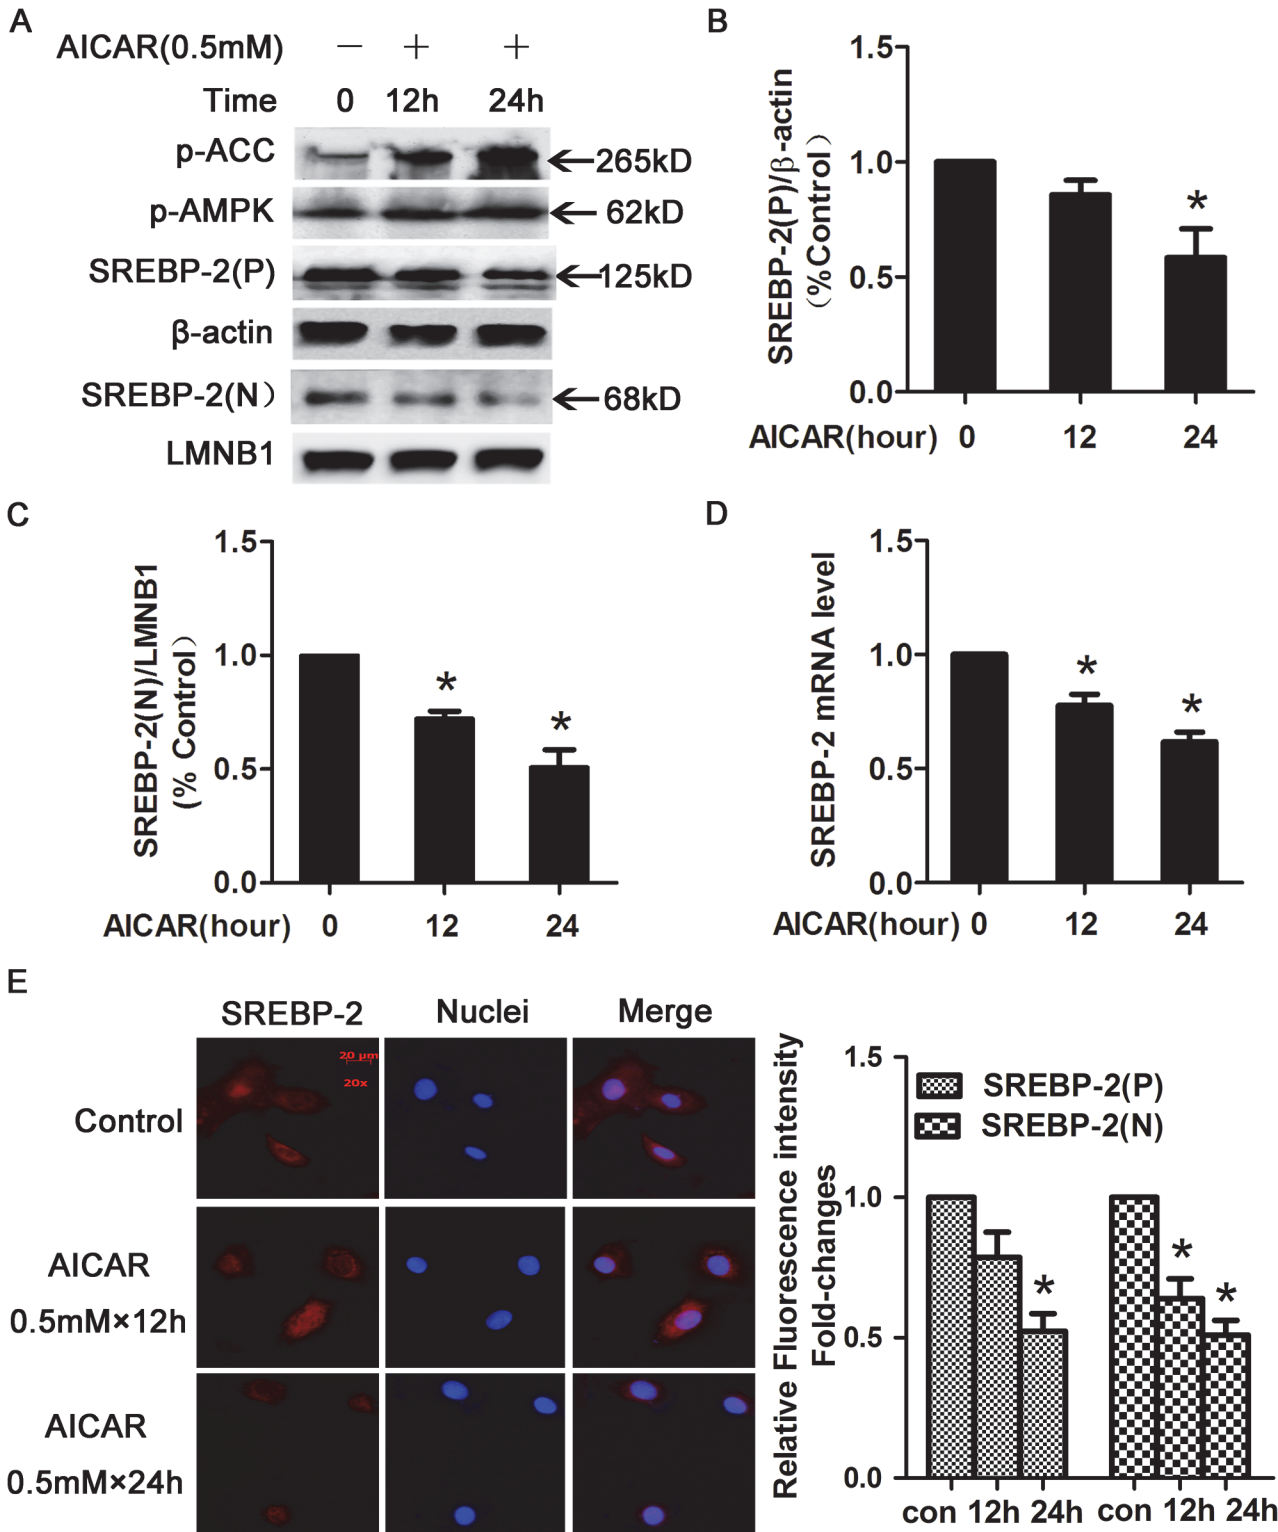 A
AICAR(0.5mM) − + +
Time 0 12h 24h
p-ACC 265kD
p-AMPK 62kD
SREBP-2(P) 125kD
β-actin
SREBP-2(N) 68kD
LMNB1
B
SREBP-2(P)/β-actin
(%Control)
1.5
1.0
0.5
0.0
*
AICAR(hour) 0 12 24
C
SREBP-2(N)/LMNB1
(% Control)
1.5
1.0
0.5
0.0
*
*
AICAR(hour) 0 12 24
D
SREBP-2 mRNA level
1.5
1.0
0.5
0.0
*
*
AICAR(hour) 0 12 24
E
SREBP-2 Nuclei Merge
20 µm
20x
Control
AICAR
0.5mM×12h
AICAR
0.5mM×24h
Relative Fluorescence intensity
Fold-changes
1.5
1.0
0.5
0.0
SREBP-2(P)
SREBP-2(N)
*
*
*
con 12h 24h con 12h 24h